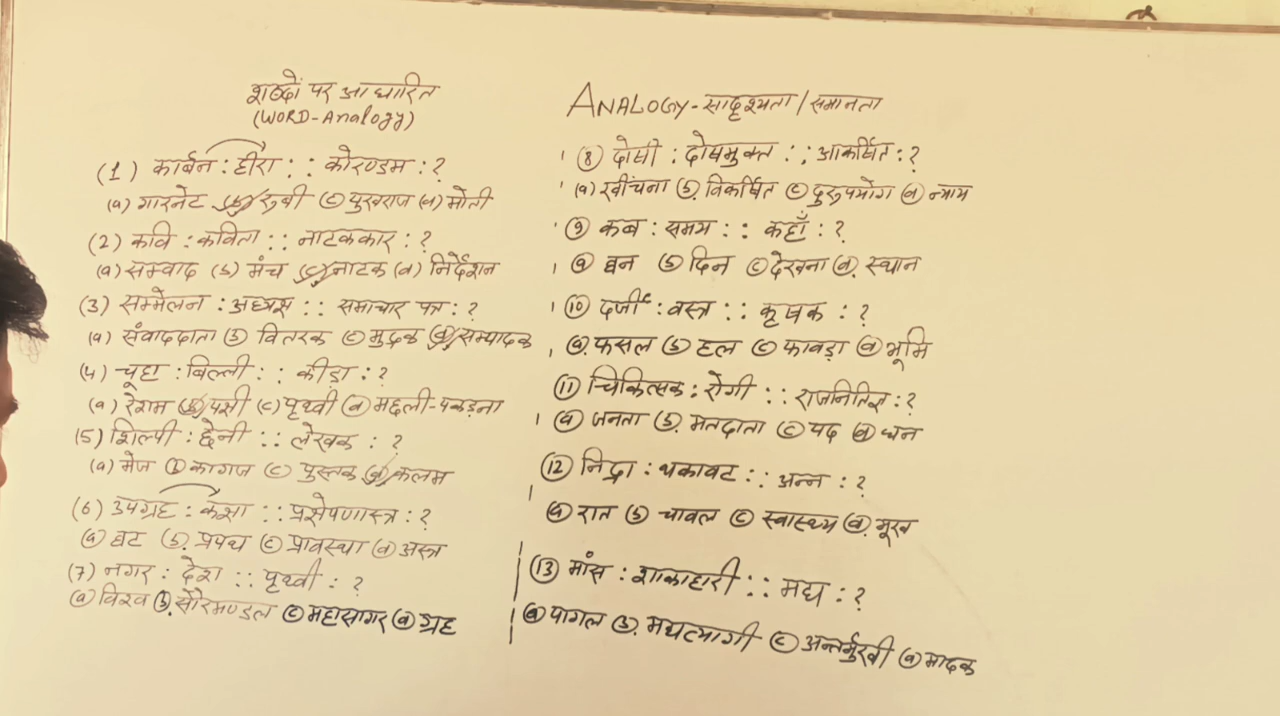 शब्दों पर आधारित
(WORD-Analogy)
(1) कार्बन : हीरा : : कोरण्डम : ?
(a) गारनेट (b) रुबी (c) पुखराज (d) मोती
(2) कवि : कविता : : नाटककार : ?
(a) सम्वाद (b) मंच (c) नाटक (d) निर्देशन
(3) सम्मेलन : अध्यक्ष : : समाचार पत्र : ?
(a) संवाददाता (b) वितरक (c) मुद्रक (d) सम्पादक
(4) चूहा : बिल्ली : : कीड़ा : ?
(a) रेशम (b) पक्षी (c) पृथ्वी (d) मछली-पकड़ना
(5) शिल्पी : छेनी : : लेखक : ?
(a) मेज (b) कागज (c) पुस्तक (d) कलम
(6) उपग्रह : कक्षा : : प्रक्षेपणास्त्र : ?
(a) घट (b) प्रपथ (c) प्रावस्था (d) अस्त्र
(7) नगर : देश : : पृथ्वी : ?
(a) विश्व (b) सौरमण्डल (c) महासागर (d) ग्रह
ANALOGY - सादृश्यता / समानता
(8) दोषी : दोषमुक्त : : आकर्षित : ?
(a) खींचना (b) विकर्षित (c) दुरुपयोग (d) न्याय
(9) कब : समय : : कहाँ : ?
(a) वन (b) दिन (c) देखना (d) स्थान
(10) दर्जी : वस्त्र : : कृषक : ?
(a) फसल (b) हल (c) फावड़ा (d) भूमि
(11) चिकित्सक : रोगी : : राजनितिज्ञ : ?
(a) जनता (b) मतदाता (c) पद (d) धन
(12) निद्रा : थकावट : : अन्न : ?
(a) रात (b) चावल (c) स्वास्थ्य (d) भूख
(13) मांस : शाकाहारी : : मद्य : ?
(a) पागल (b) मद्यत्यागी (c) अन्तर्मुखी (d) मादक